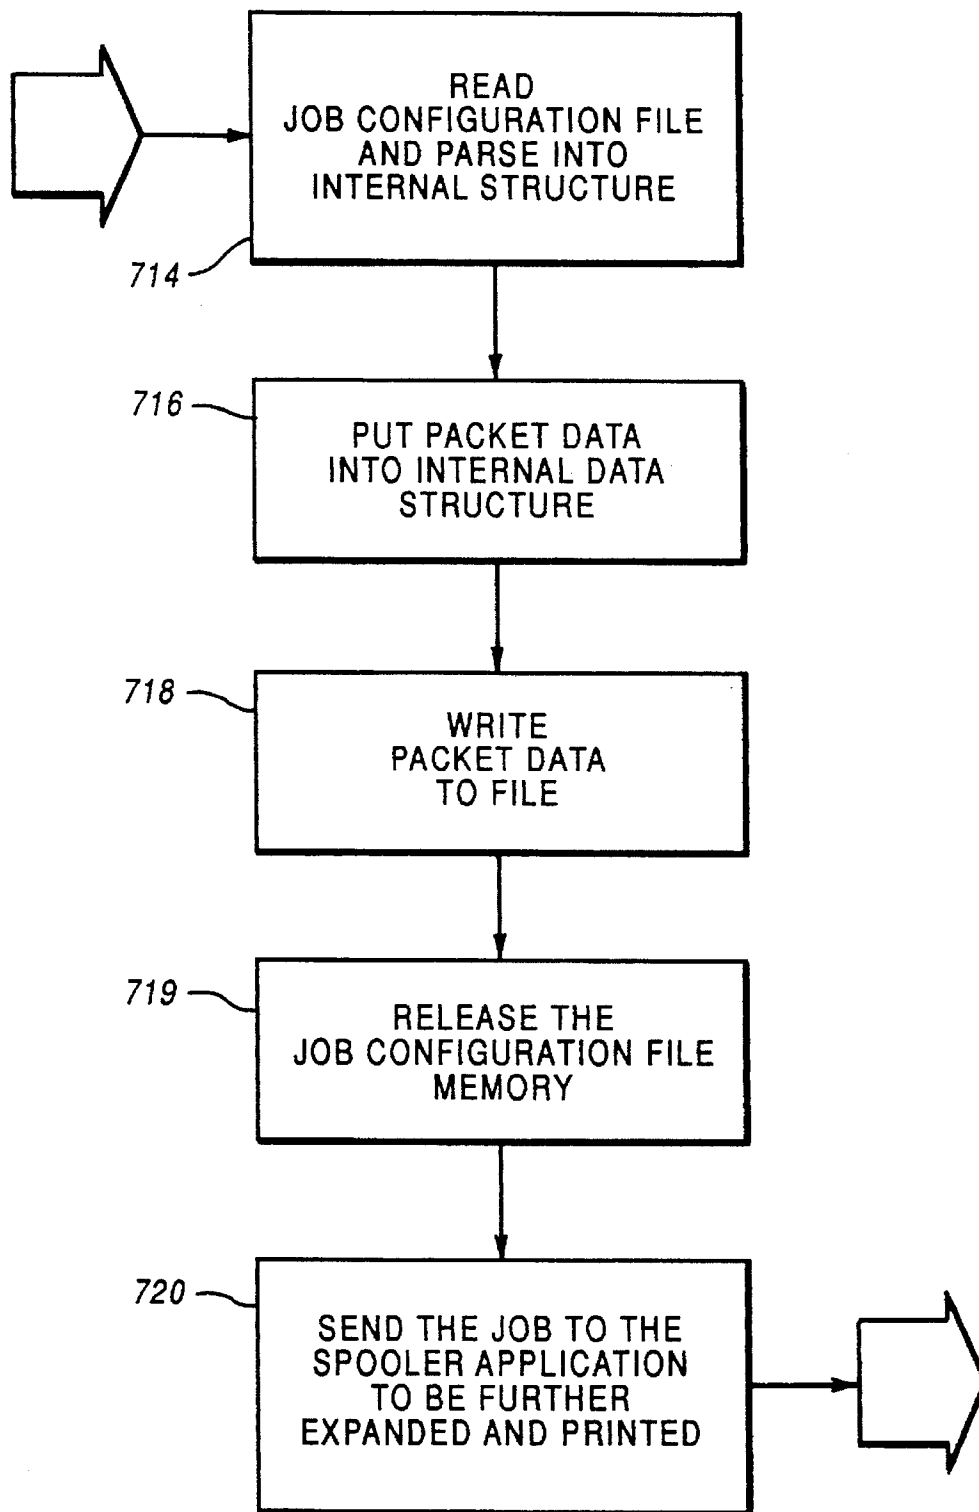 READ
JOB CONFIGURATION FILE
AND PARSE INTO
INTERNAL STRUCTURE
714
716
PUT PACKET DATA
INTO INTERNAL DATA
STRUCTURE
718
WRITE
PACKET DATA
TO FILE
719
RELEASE THE
JOB CONFIGURATION FILE
MEMORY
720
SEND THE JOB TO THE
SPOOLER APPLICATION
TO BE FURTHER
EXPANDED AND PRINTED